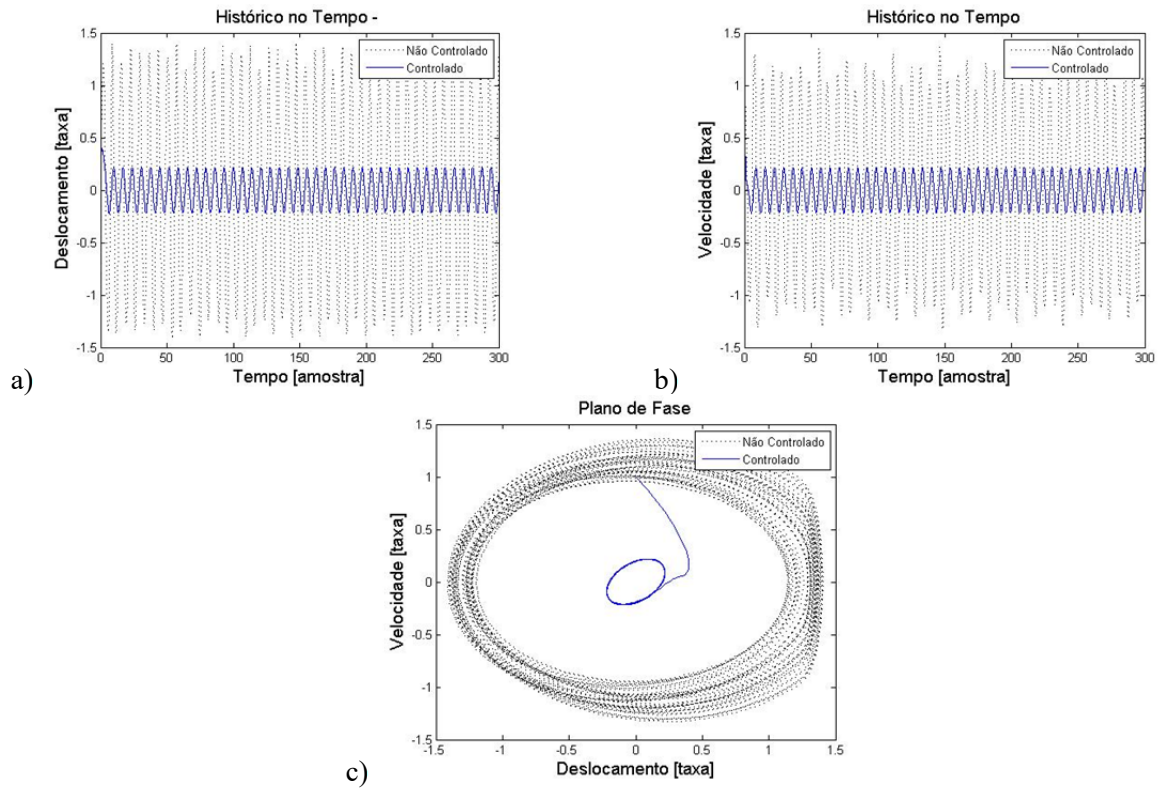 Histórico no Tempo -
Não Controlado
Controlado
Deslocamento [taxa]
1.5
1
0.5
0
-0.5
-1
-1.5
0 50 100 150 200 250 300
Tempo [amostra]
a)
Histórico no Tempo
Não Controlado
Controlado
Velocidade [taxa]
1.5
1
0.5
0
-0.5
-1
-1.5
0 50 100 150 200 250 300
Tempo [amostra]
b)
Plano de Fase
Não Controlado
Controlado
Velocidade [taxa]
1.5
1
0.5
0
-0.5
-1
-1.5
-1.5 -1 -0.5 0 0.5 1 1.5
Deslocamento [taxa]
c)